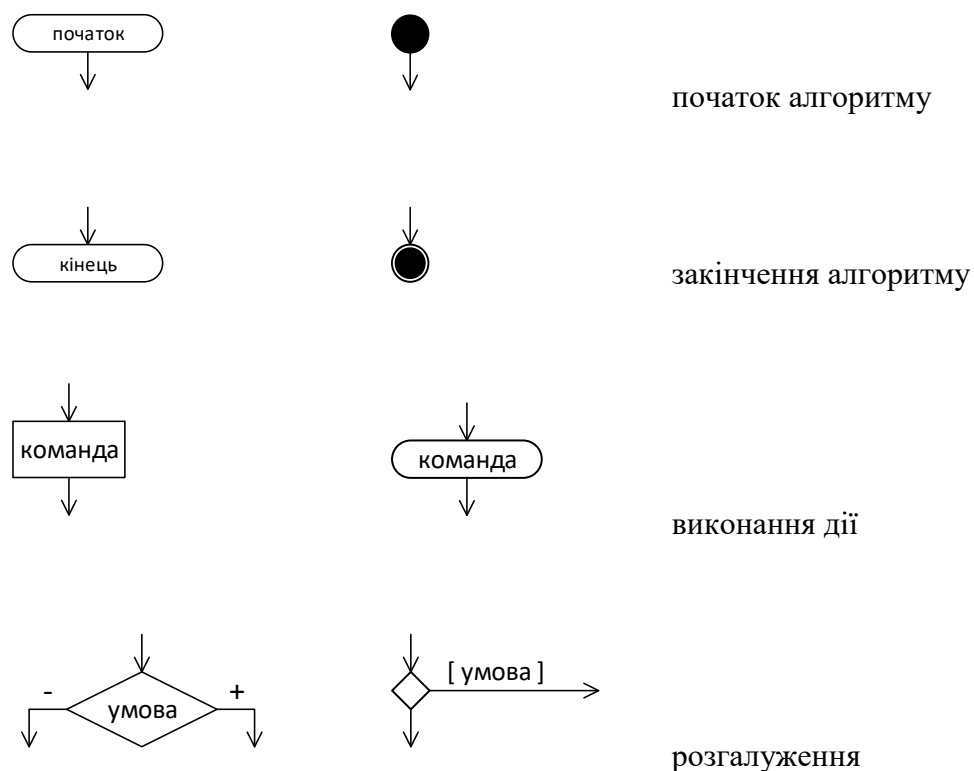 початок
початок алгоритму
кінець
закінчення алгоритму
команда
команда
виконання дії
- умова +
[ умова ]
розгалуження